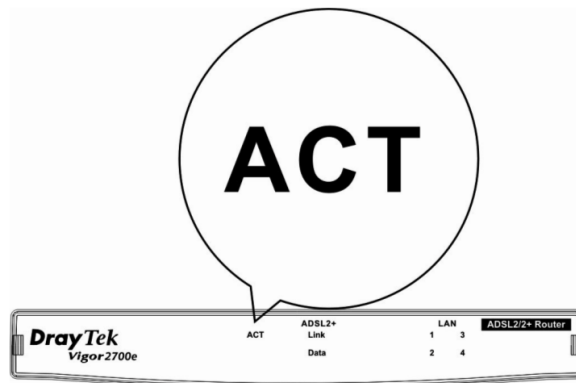 ACT
DrayTek
Vigor2700e
ACT
ADSL2+
Link
Data
LAN
1 3
2 4
ADSL2/2+ Router